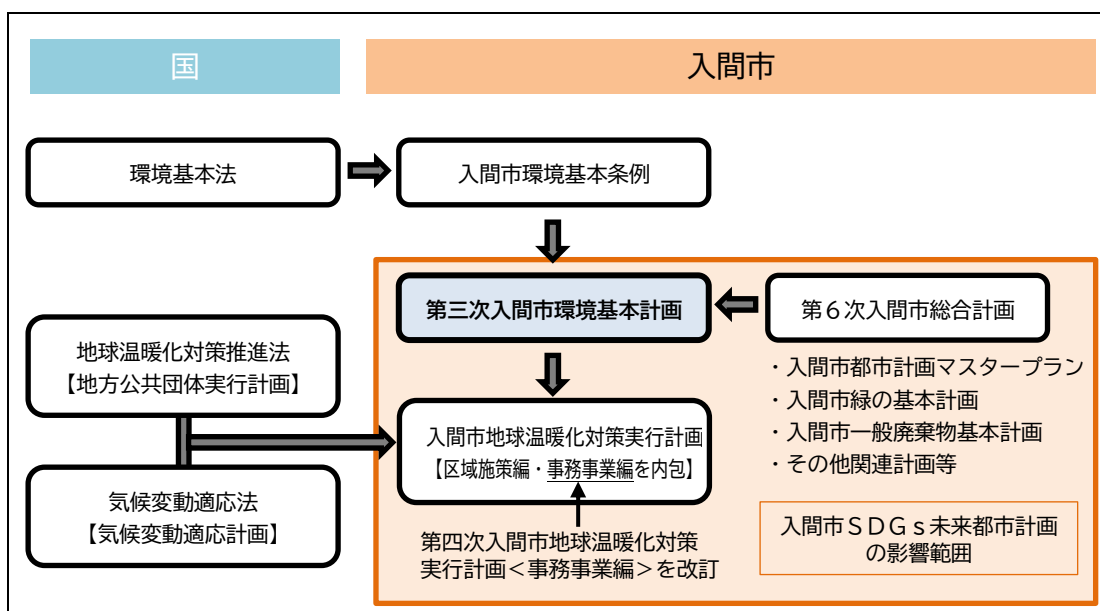 国
入間市
環境基本法
入間市環境基本条例
第三次入間市環境基本計画
第６次入間市総合計画
地球温暖化対策推進法
【地方公共団体実行計画】
・入間市都市計画マスタープラン
・入間市緑の基本計画
・入間市一般廃棄物基本計画
・その他関連計画等
入間市地球温暖化対策実行計画
【区域施策編・事務事業編を内包】
気候変動適応法
【気候変動適応計画】
第四次入間市地球温暖化対策
実行計画＜事務事業編＞を改訂
入間市ＳＤＧｓ未来都市計画
の影響範囲